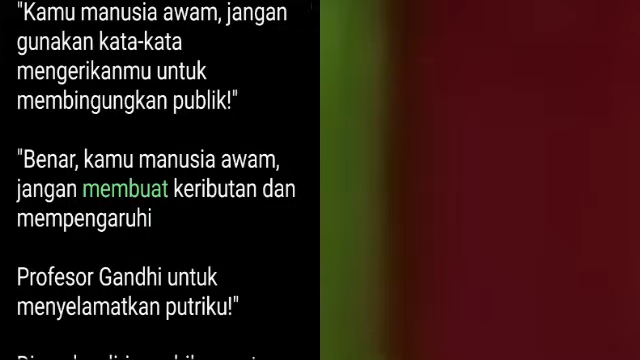 "Kamu manusia awam, jangan
gunakan kata-kata
mengerikanmu untuk
membingungkan publik!"
"Benar, kamu manusia awam,
jangan membuat keributan dan
mempengaruhi
Profesor Gandhi untuk
menyelamatkan putriku!"